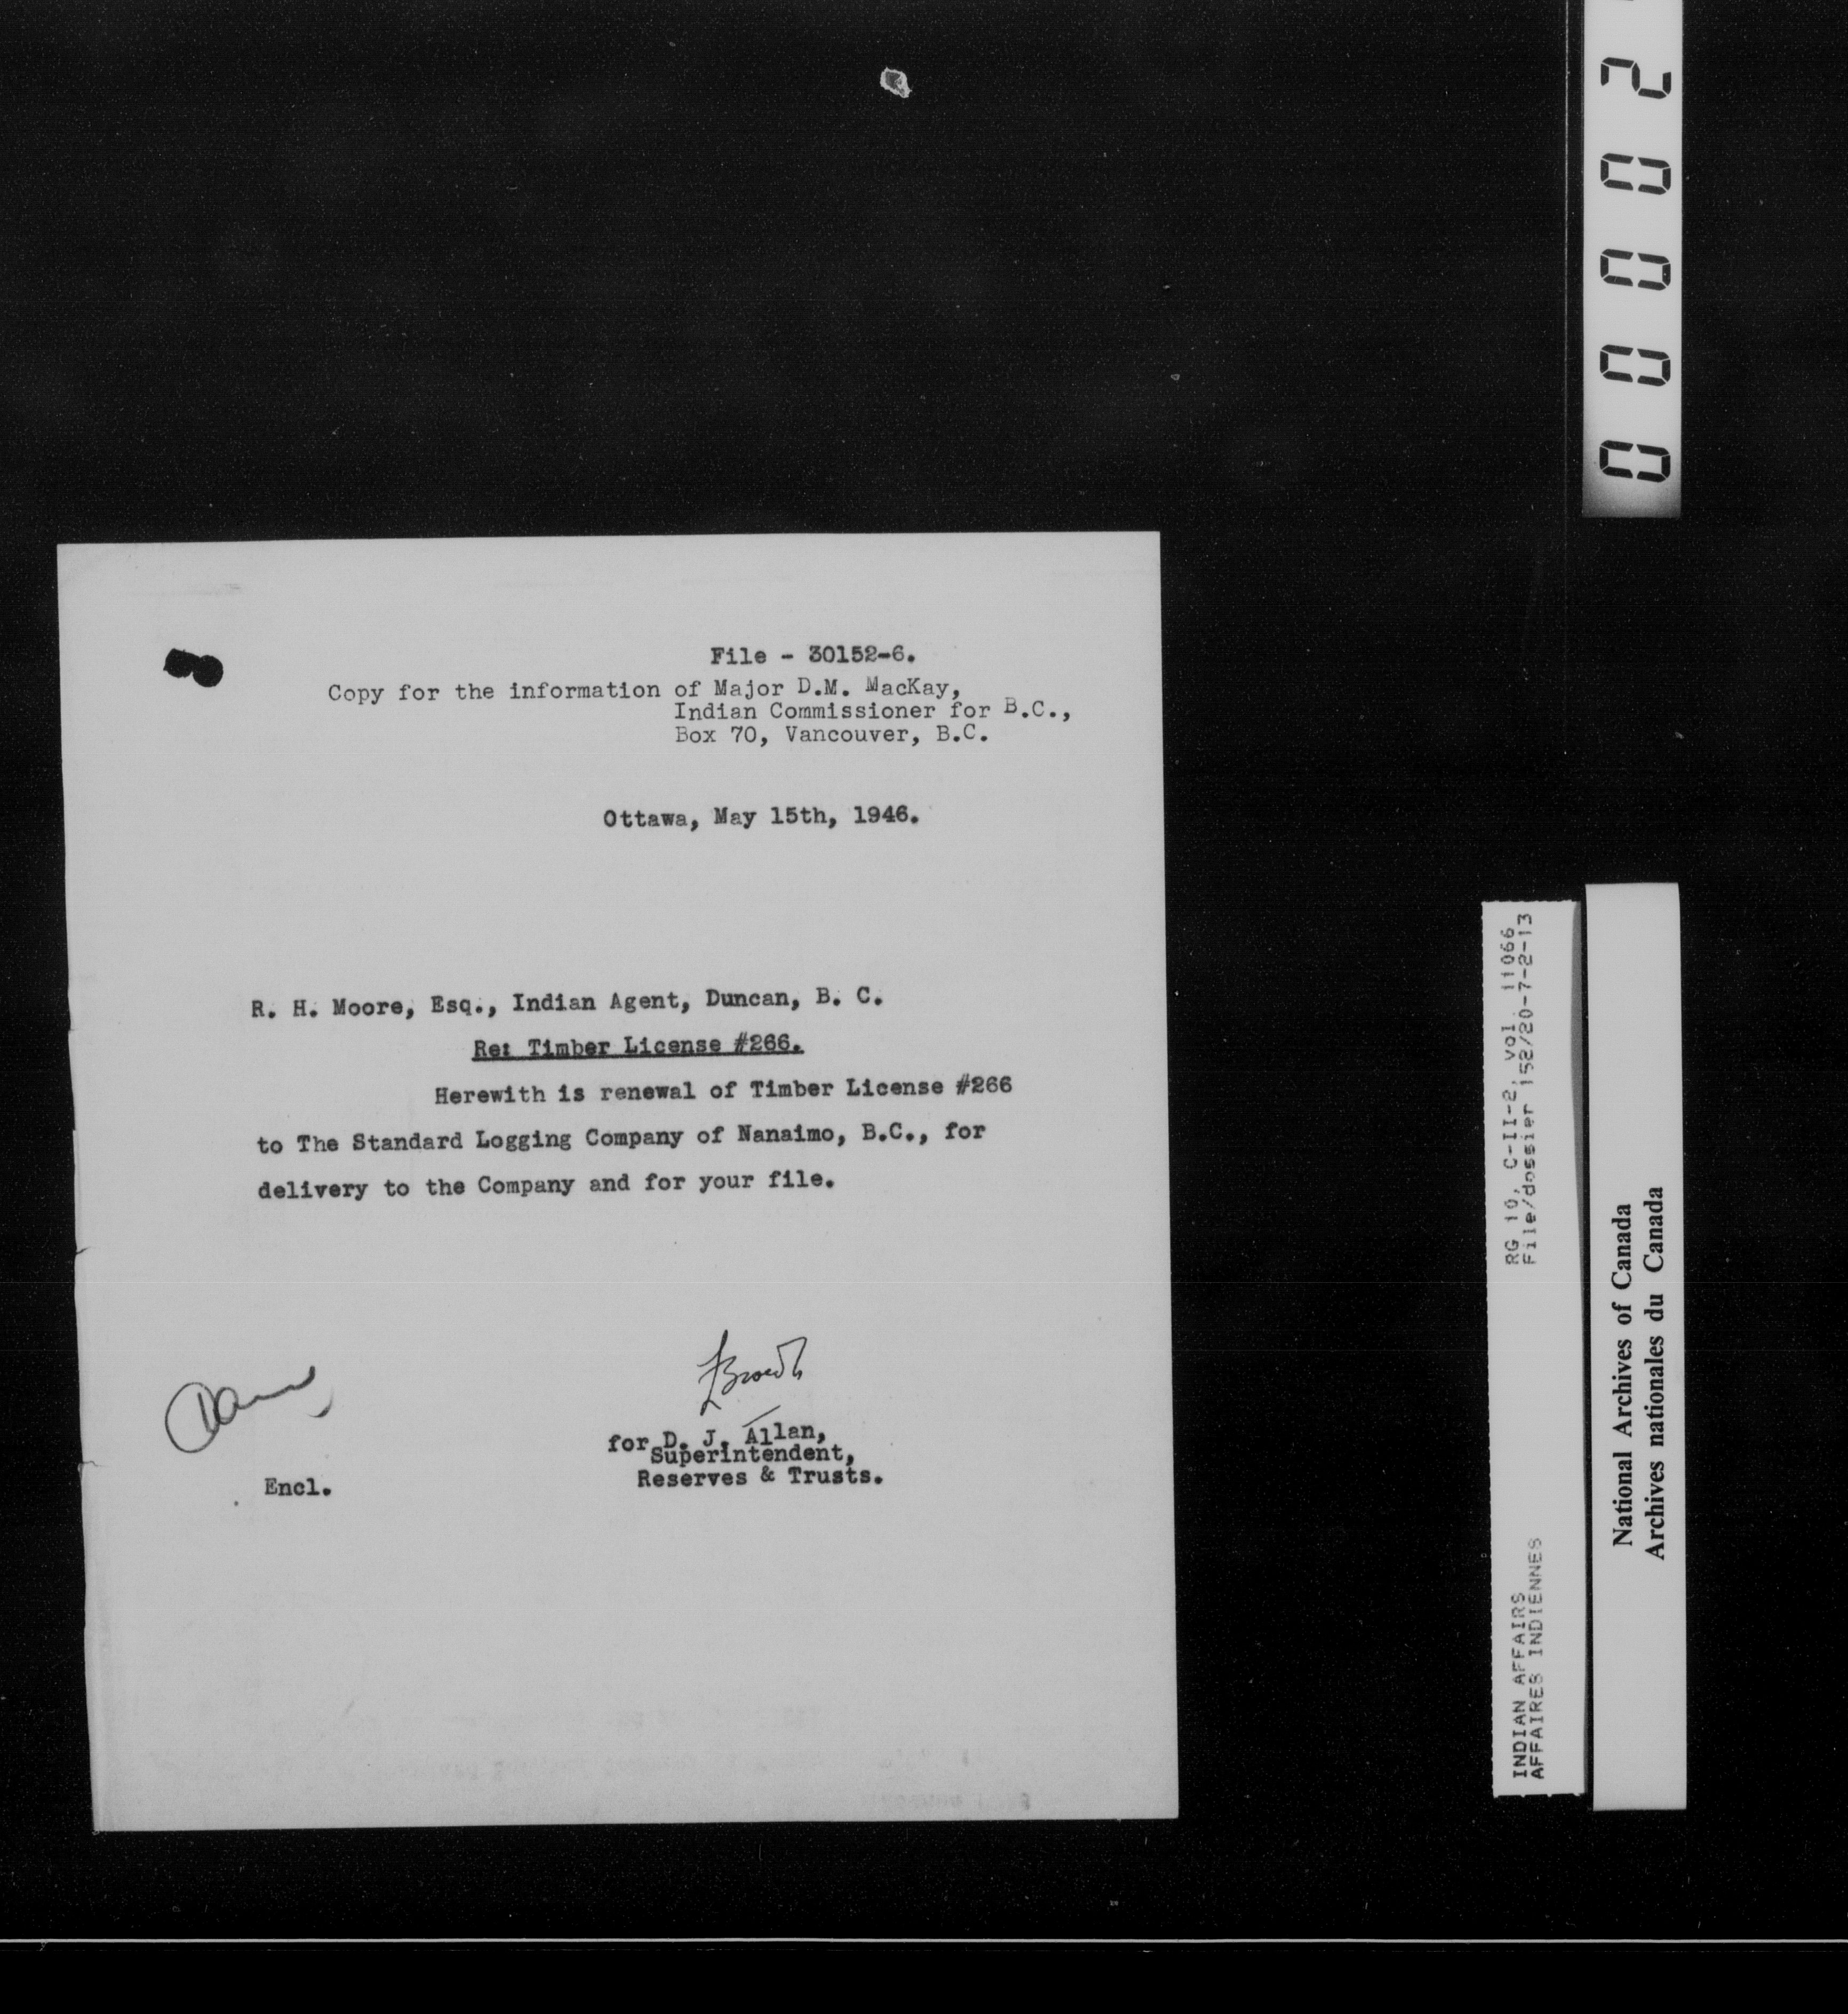 File - 30152-6.
Copy for the information of Major D.M. MacKay,
Indian Commissioner for B.C.,
Box 70, Vancouver, B.C.
Ottawa, May 15th, 1946.
R. H. Moore, Esq., Indian Agent, Duncan, B. C.
Re: Timber License #266.
Herewith is renewal of Timber License #266
to The Standard Logging Company of Nanaimo, B.C., for
delivery to the Company and for your file.
for D. J. Allan,
Superintendent,
Reserves & Trusts.
Encl.
00002
RG 10, C-II-2, vol. 11066
File/dossier 152/20-7-2-13
INDIAN AFFAIRS
AFFAIRES INDIENNES
National Archives of Canada
Archives nationales du Canada